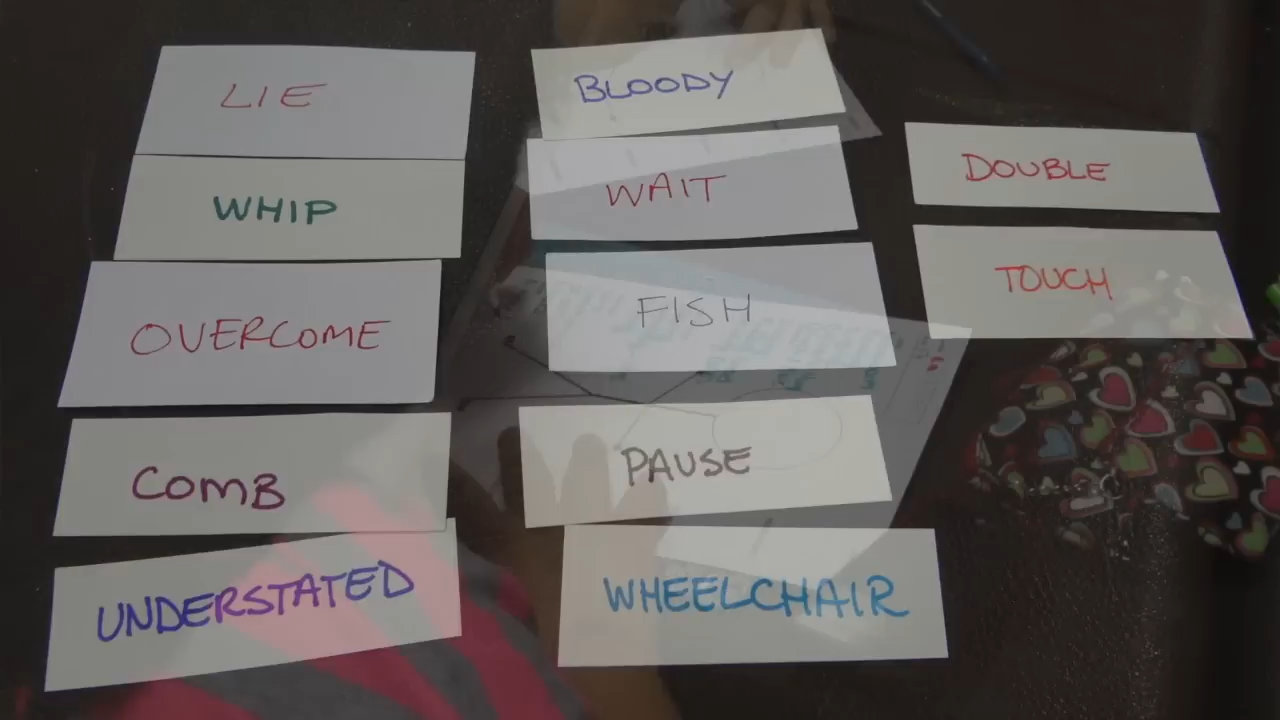 LIE
WHIP
OVERCOME
COMB
UNDERSTATED
BLOODY
WAIT
FISH
PAUSE
WHEELCHAIR
DOUBLE
TOUCH